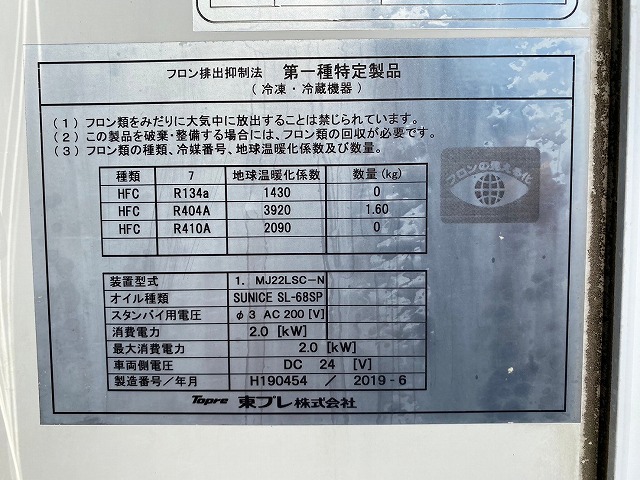 フロン排出抑制法 第一種特定製品
(冷凍・冷蔵機器)
(1) フロン類をみだりに大気中に放出することは禁じられています。
(2) この製品を破棄・整備する場合には、フロン類の回収が必要です。
(3) フロン類の種類、冷媒番号、地球温暖化係数及び数量。
フロンの見える化
種類 7 地球温暖化係数 数量(kg)
HFC R134a 1430 0
HFC R404A 3920 1.60
HFC R410A 2090 0
装置型式 1. MJ22LSC-N
オイル種類 SUNICE SL-68SP
スタンバイ用電圧 φ3 AC 200 [V]
消費電力 2.0 [kW]
最大消費電力 2.0 [kW]
車両側電圧 DC 24 [V]
製造番号/年月 H190454 / 2019-6
Topre 東プレ株式会社